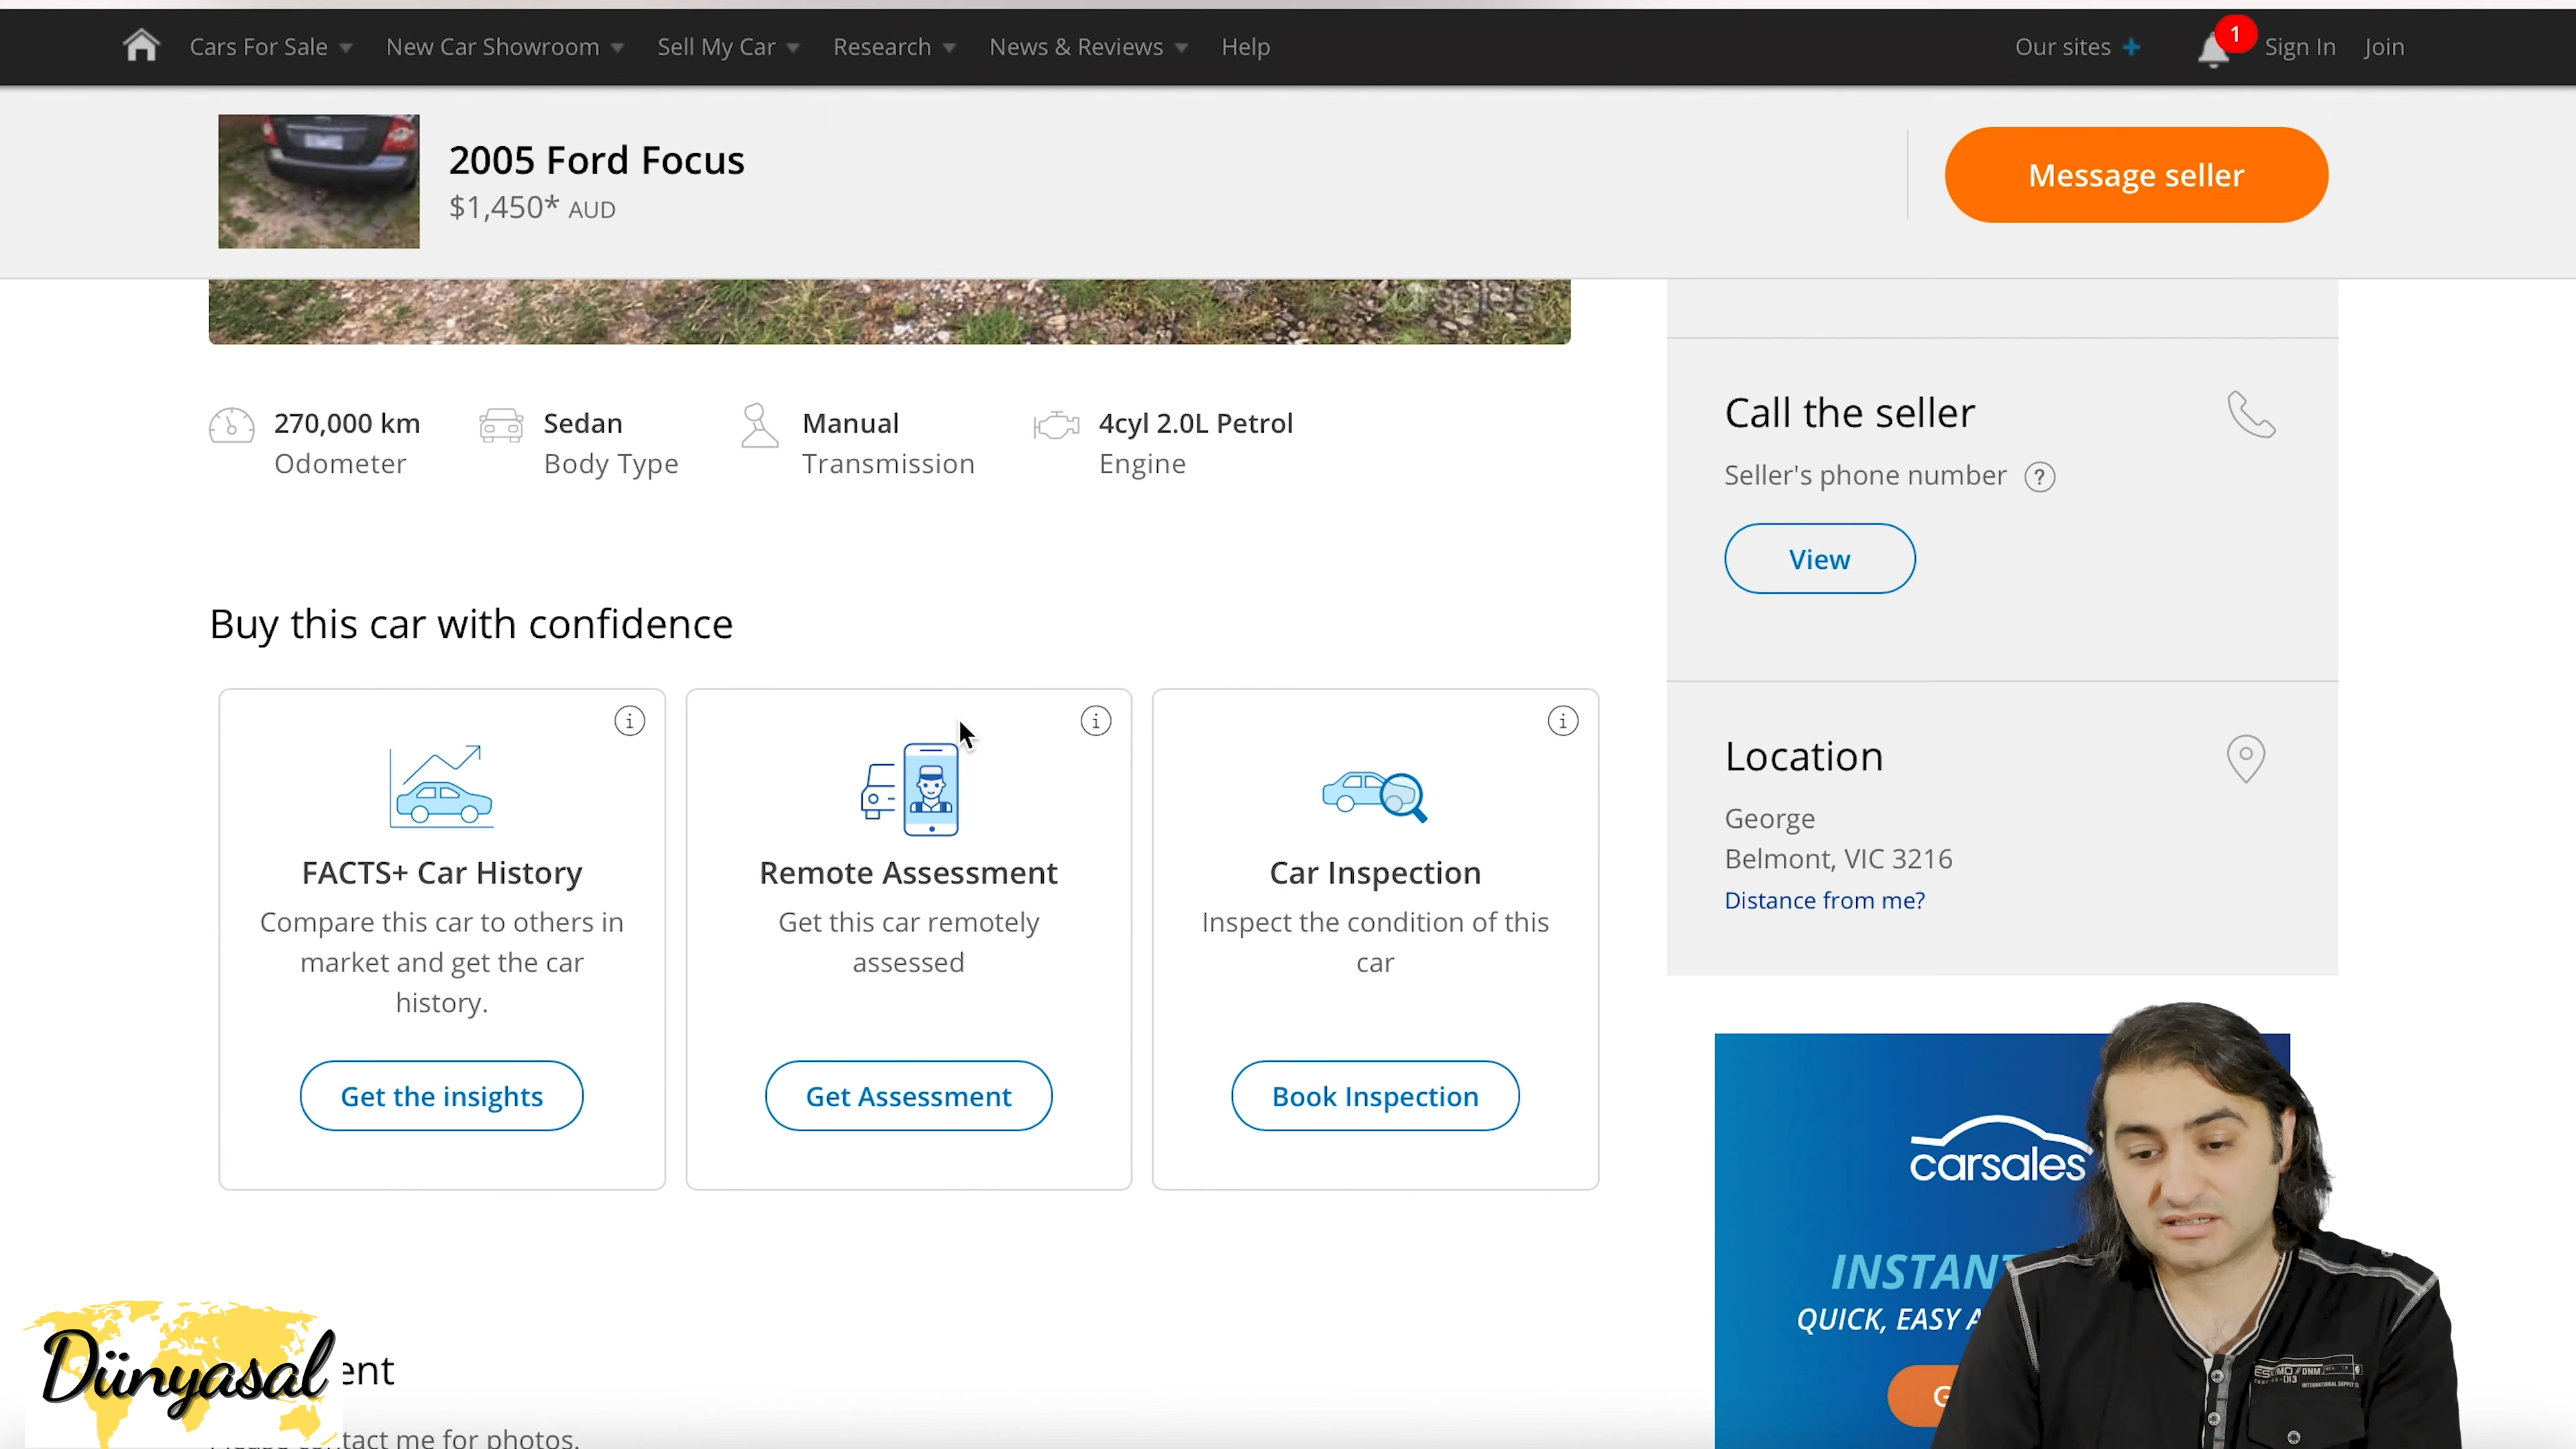 Cars For Sale
New Car Showroom
Sell My Car
Research
News & Reviews
Help
Our sites
1
Sign In
Join
2005 Ford Focus
$1,450* AUD
Message seller
270,000 km
Odometer
Sedan
Body Type
Manual
Transmission
4cyl 2.0L Petrol
Engine
Call the seller
Seller's phone number ?
View
Buy this car with confidence
FACTS+ Car History
Compare this car to others in
market and get the car
history.
Get the insights
Remote Assessment
Get this car remotely
assessed
Get Assessment
Car Inspection
Inspect the condition of this
car
Book Inspection
Location
George
Belmont, VIC 3216
Distance from me?
carsales
QUICK, EASY
Dünyasal
me for photos.